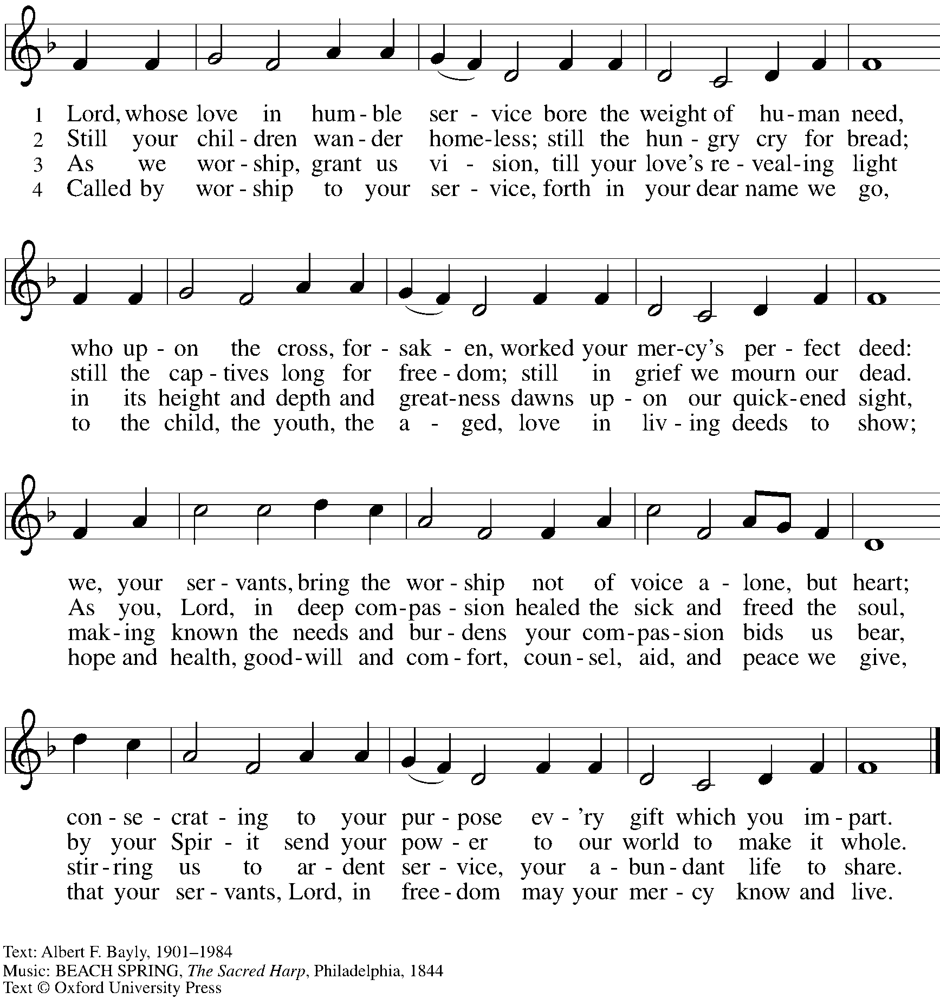 1 Lord, whose love in hum - ble ser - vice bore the weight of hu - man need,
2 Still your chil - dren wan - der home - less; still the hun - gry cry for bread;
3 As we wor - ship, grant us vi - sion, till your love's re - veal - ing light
4 Called by wor - ship to your ser - vice, forth in your dear name we go,
who up - on the cross, for - sak - en, worked your mer - cy's per - fect deed:
still the cap - tives long for free - dom; still in grief we mourn our dead.
in its height and depth and great - ness dawns up - on our quick - ened sight,
to the child, the youth, the a - ged, love in liv - ing deeds to show;
we, your ser - vants, bring the wor - ship not of voice a - lone, but heart;
As you, Lord, in deep com - pas - sion healed the sick and freed the soul,
mak - ing known the needs and bur - dens your com - pas - sion bids us bear,
hope and health, good - will and com - fort, coun - sel, aid, and peace we give,
con - se - crat - ing to your pur - pose ev - 'ry gift which you im - part.
by your Spir - it send your pow - er to our world to make it whole.
stir - ring us to ar - dent ser - vice, your a - bun - dant life to share.
that your ser - vants, Lord, in free - dom may your mer - cy know and live.
Text: Albert F. Bayly, 1901–1984
Music: BEACH SPRING, The Sacred Harp, Philadelphia, 1844
Text © Oxford University Press